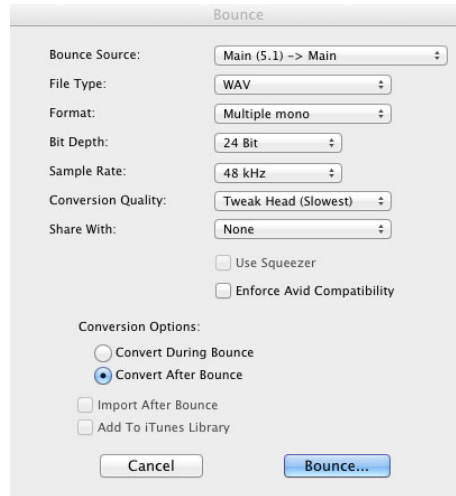 Bounce
Bounce Source: Main (5.1) -> Main
File Type: WAV
Format: Multiple mono
Bit Depth: 24 Bit
Sample Rate: 48 kHz
Conversion Quality: Tweak Head (Slowest)
Share With: None
Use Squeezer
Enforce Avid Compatibility
Conversion Options:
Convert During Bounce
Convert After Bounce
Import After Bounce
Add To iTunes Library
Cancel Bounce...